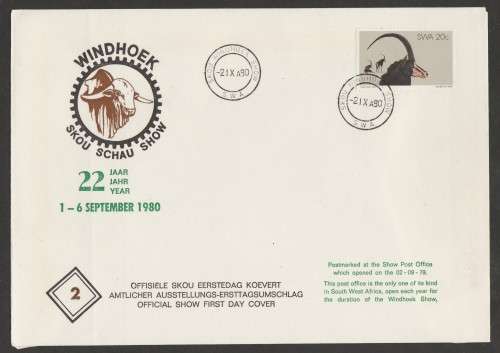 WINDHOEK
SKOU SCHAU SHOW
22 JAAR
JAHR
YEAR
1 – 6 SEPTEMBER 1980
-2.IX.80
SWA
SWA 20c
-2.IX.80
2
OFFISIËLE SKOU EERSTEDAG KOEVERT
AMTLICHER AUSSTELLUNGS-ERSTTAGSUMSCHLAG
OFFICIAL SHOW FIRST DAY COVER
Postmarked at the Show Post Office
which opened on the 02-09-78.
This post office is the only one of its kind
in South West Africa, open each year for
the duration of the Windhoek Show,